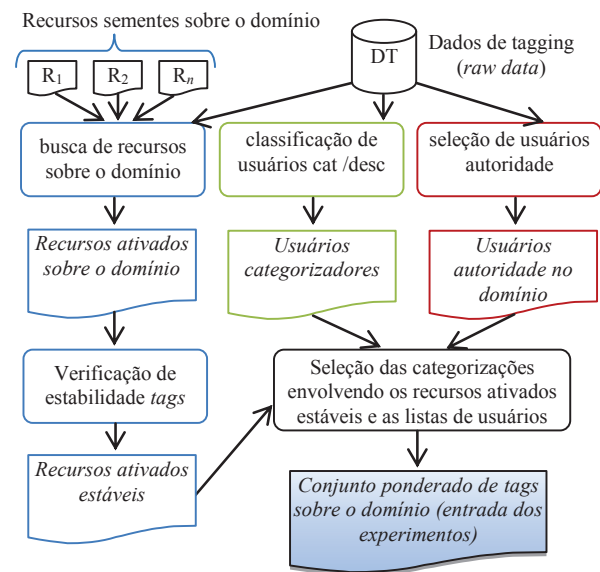 Recursos sementes sobre o domínio
R1
R2
Rn
DT
Dados de tagging
(raw data)
busca de recursos
sobre o domínio
classificação de
usuários cat /desc
seleção de usuários
autoridade
Recursos ativados
sobre o domínio
Usuários
categorizadores
Usuários
autoridade no
domínio
Verificação de
estabilidade tags
Seleção das categorizações
envolvendo os recursos ativados
estáveis e as listas de usuários
Recursos ativados
estáveis
Conjunto ponderado de tags
sobre o domínio (entrada dos
experimentos)